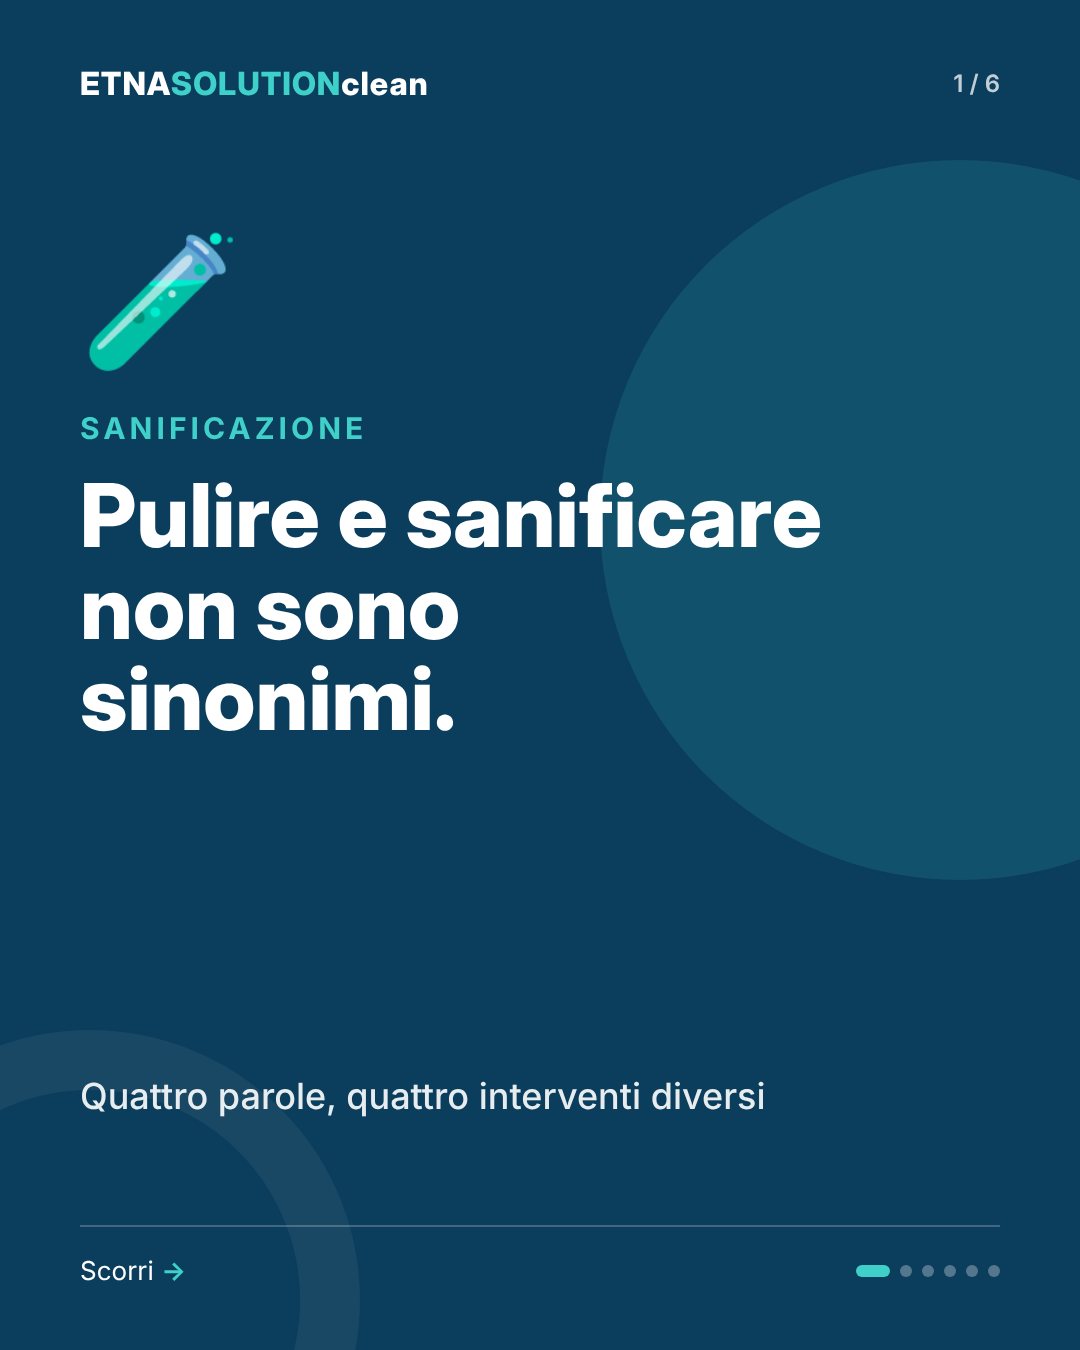 ETNASOLUTIONclean
1 / 6
SANIFICAZIONE
Pulire e sanificare
non sono
sinonimi.
Quattro parole, quattro interventi diversi
Scorri →